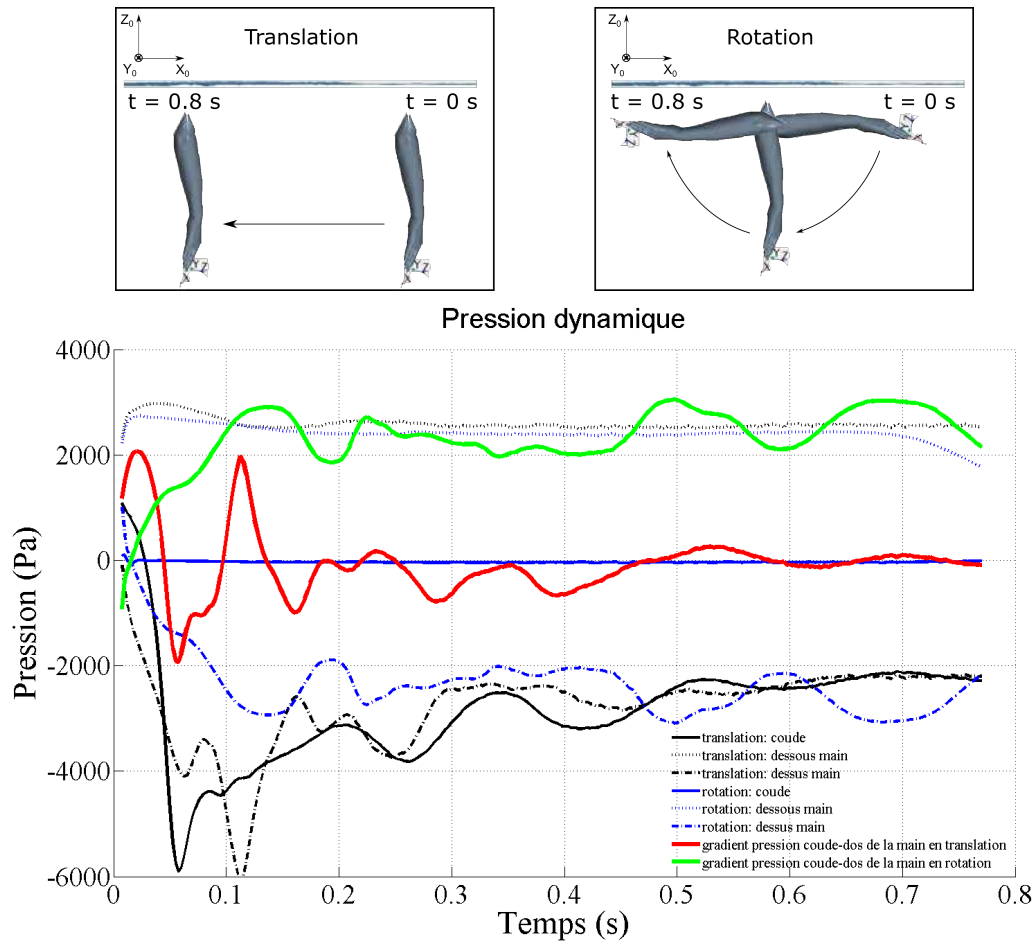 Z₀
Translation
Y₀ X₀
t = 0.8 s t = 0 s
Z₀
Rotation
Y₀ X₀
t = 0.8 s t = 0 s
Pression dynamique
Pression (Pa)
4000
2000
0
-2000
-4000
-6000
translation: coude
translation: dessous main
translation: dessus main
rotation: coude
rotation: dessous main
rotation: dessus main
gradient pression coude-dos de la main en translation
gradient pression coude-dos de la main en rotation
0 0.1 0.2 0.3 0.4 0.5 0.6 0.7 0.8
Temps (s)